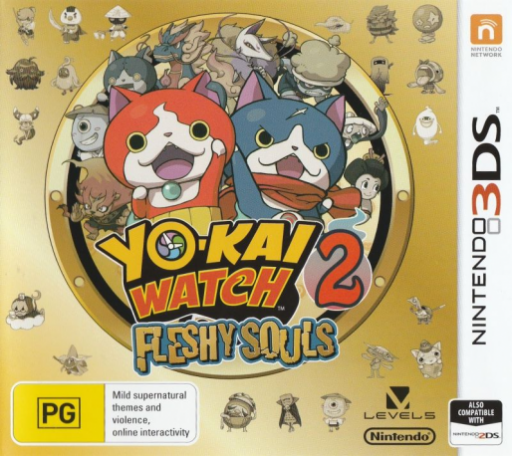 NINTENDO
NETWORK
NINTENDO 3DS
YO-KAI
WATCH 2
TM
FLESHY SOULS
PG
Mild supernatural
themes and
violence,
online interactivity
LEVEL5
Nintendo
ALSO
COMPATIBLE
WITH
NINTENDO 2DS